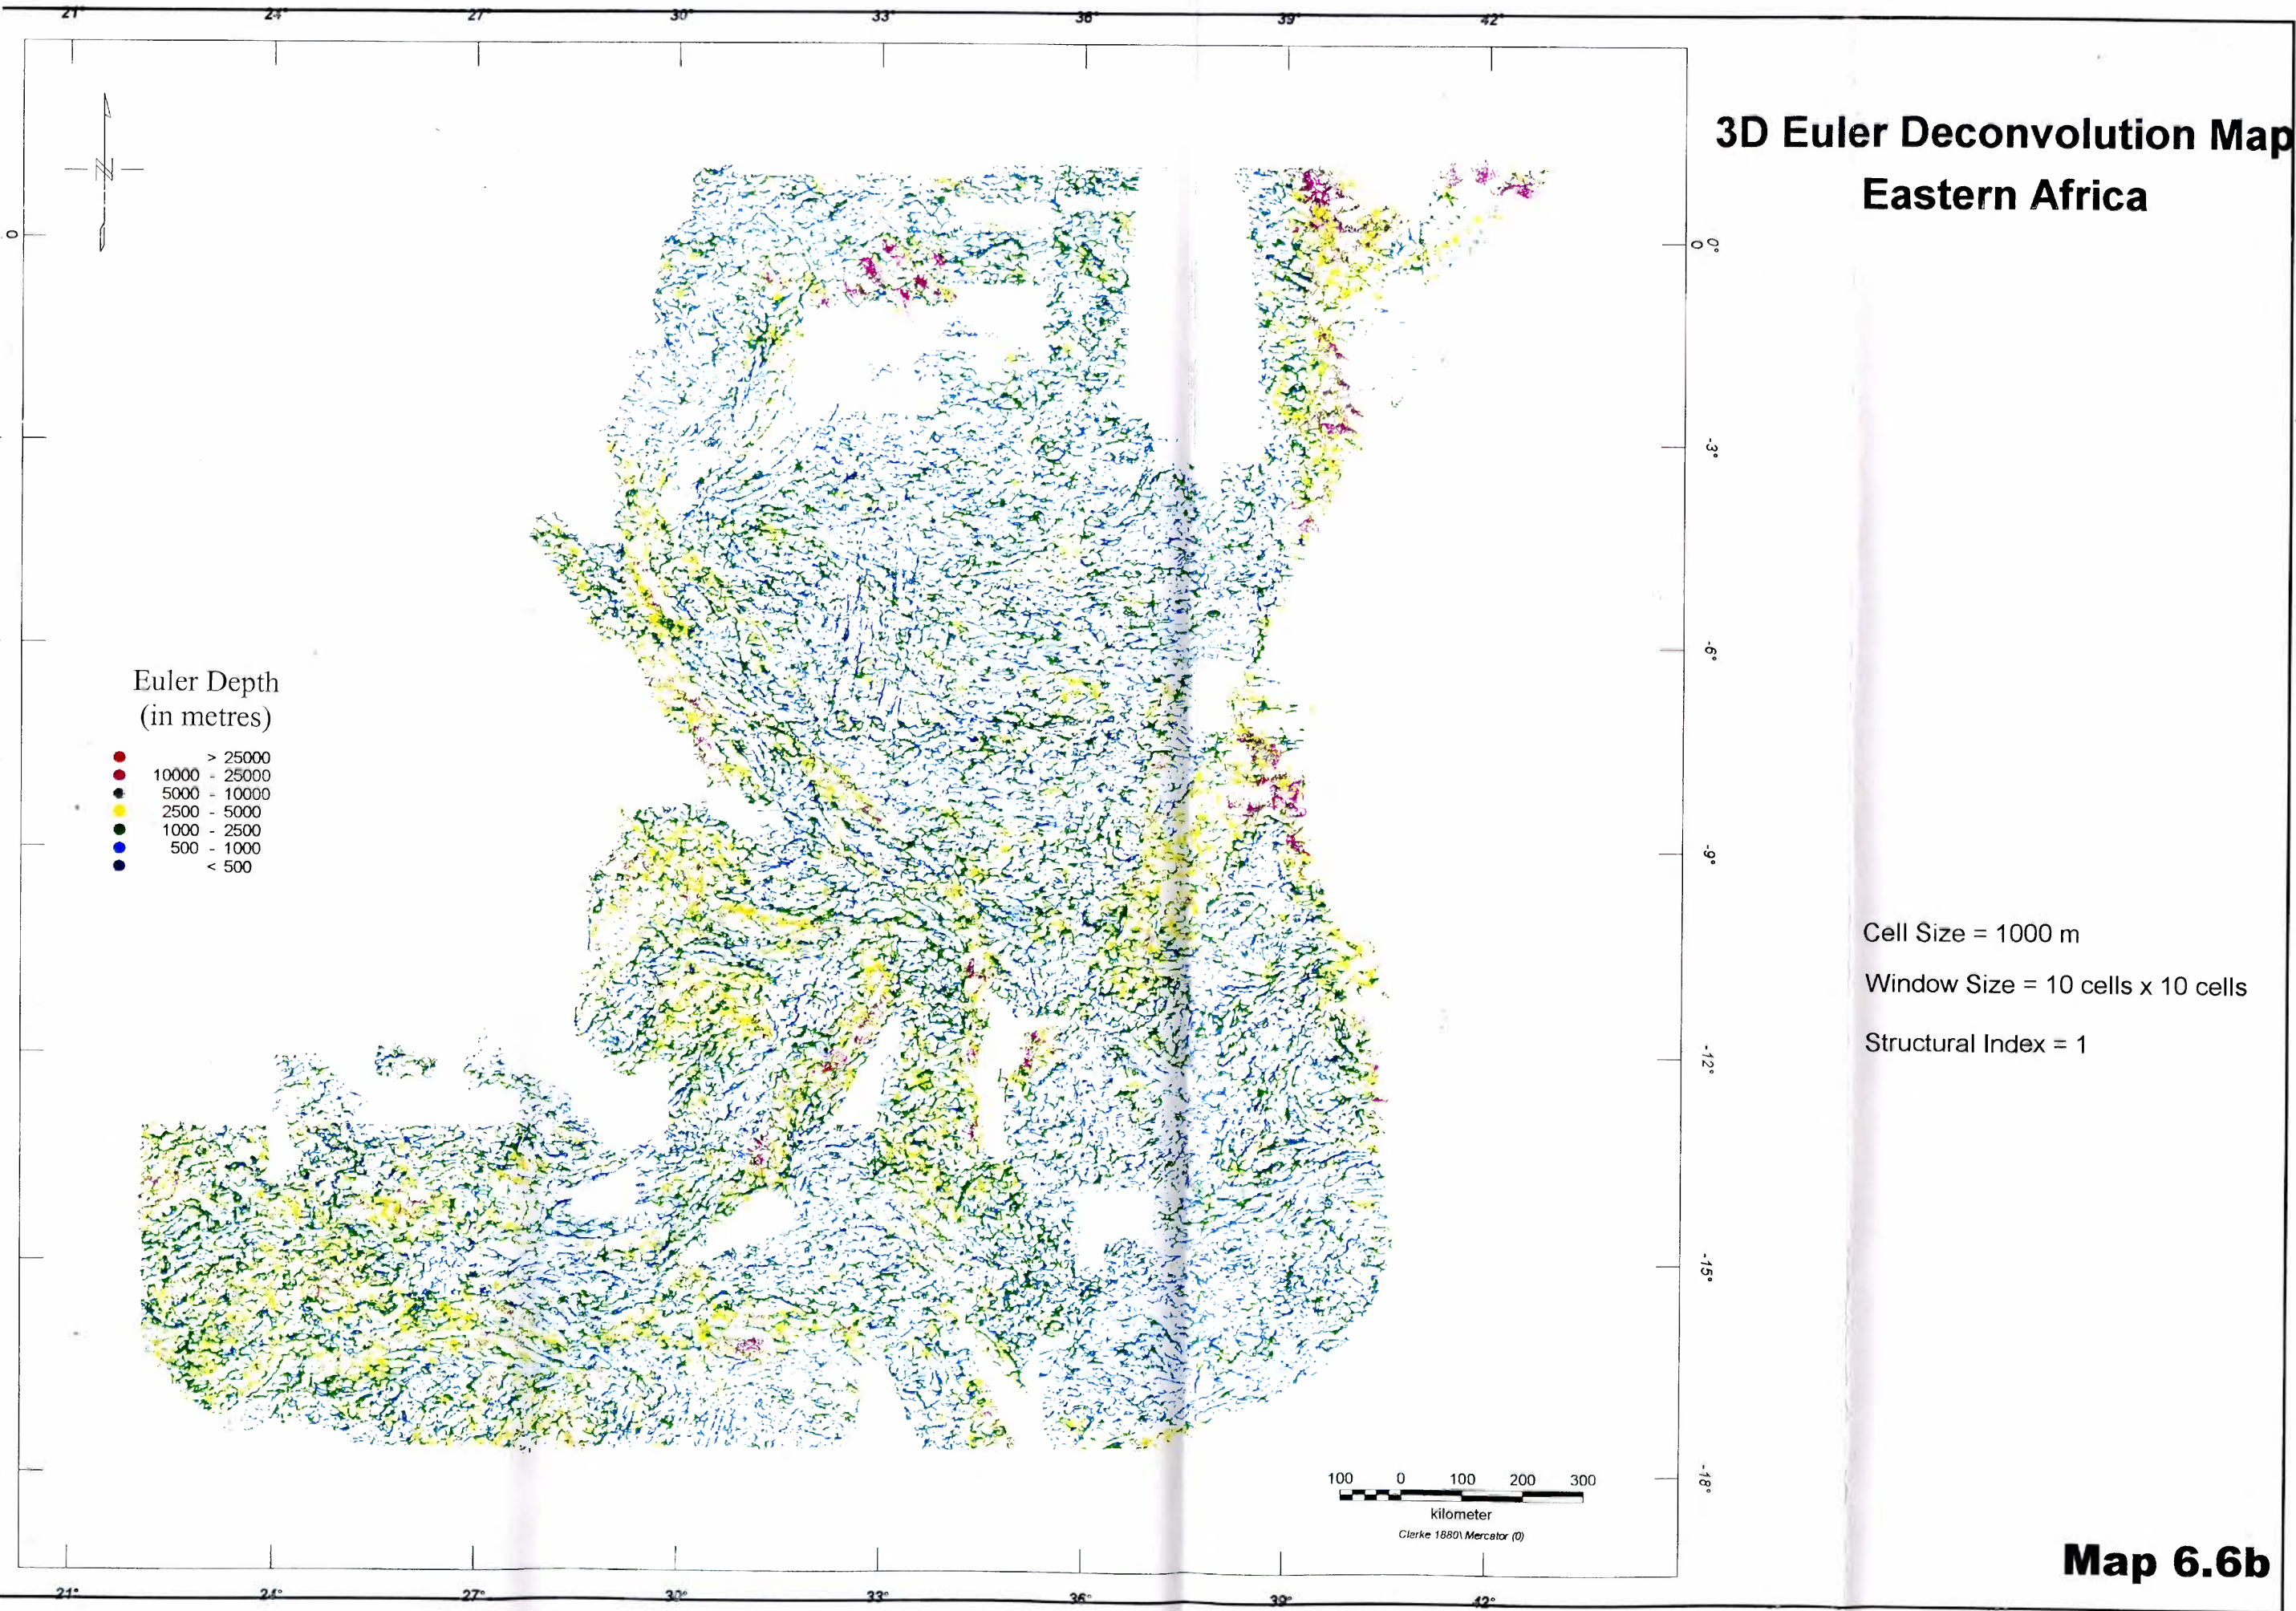 21° 24° 27° 30° 33° 36° 39° 42°
3D Euler Deconvolution Map
Eastern Africa
N
0
0 0°
-3°
-6°
-9°
-12°
-15°
-18°
Euler Depth
(in metres)
> 25000
10000 - 25000
5000 - 10000
2500 - 5000
1000 - 2500
500 - 1000
< 500
Cell Size = 1000 m
Window Size = 10 cells x 10 cells
Structural Index = 1
100 0 100 200 300
kilometer
Clerke 1880\ Mercator (0)
Map 6.6b
21° 24° 27° 30° 33° 36° 39° 42°